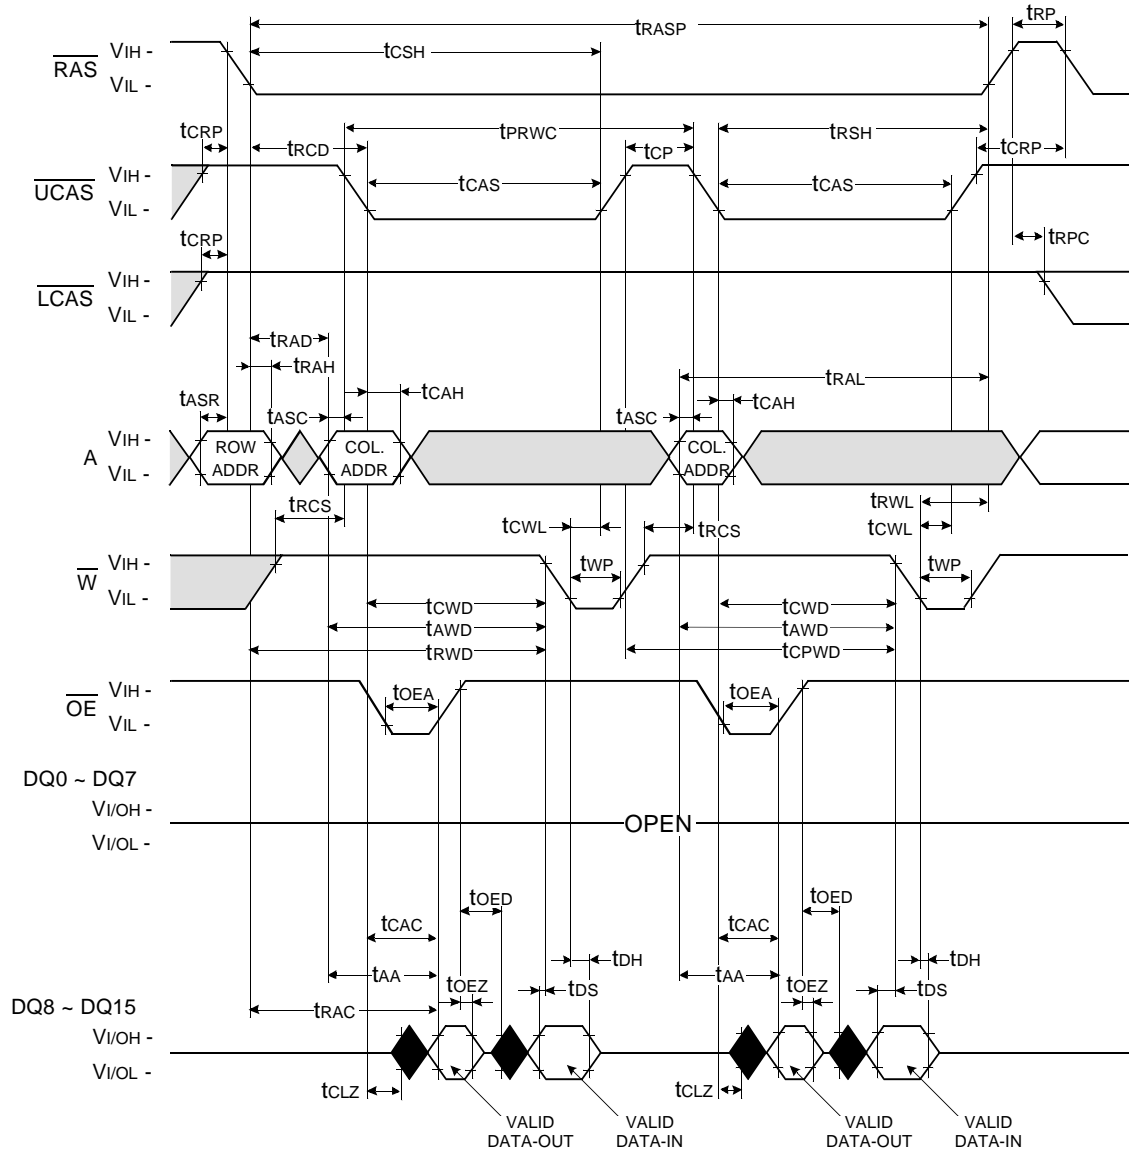 tRASP
tRP
tCSH
RAS
VIH -
VIL -
tCRP
tRCD
tPRWC
tCP
tRSH
tCRP
UCAS
VIH -
VIL -
tCAS
tCAS
tCRP
tRPC
LCAS
VIH -
VIL -
tRAD
tRAH
tRAL
tASR
tASC
tCAH
tASC
tCAH
A
VIH -
VIL -
ROW
ADDR
COL.
ADDR
COL.
ADDR
tRCS
tCWL
tRCS
tRWL
tCWL
W
VIH -
VIL -
tWP
tWP
tCWD
tCWD
tAWD
tAWD
tRWD
tCPWD
OE
VIH -
VIL -
tOEA
tOEA
DQ0 ~ DQ7
VI/OH -
VI/OL -
OPEN
tOED
tOED
tCAC
tCAC
tAA
tDH
tAA
tDH
tOEZ
tDS
tOEZ
tDS
DQ8 ~ DQ15
tRAC
VI/OH -
VI/OL -
tCLZ
tCLZ
VALID
DATA-OUT
VALID
DATA-IN
VALID
DATA-OUT
VALID
DATA-IN